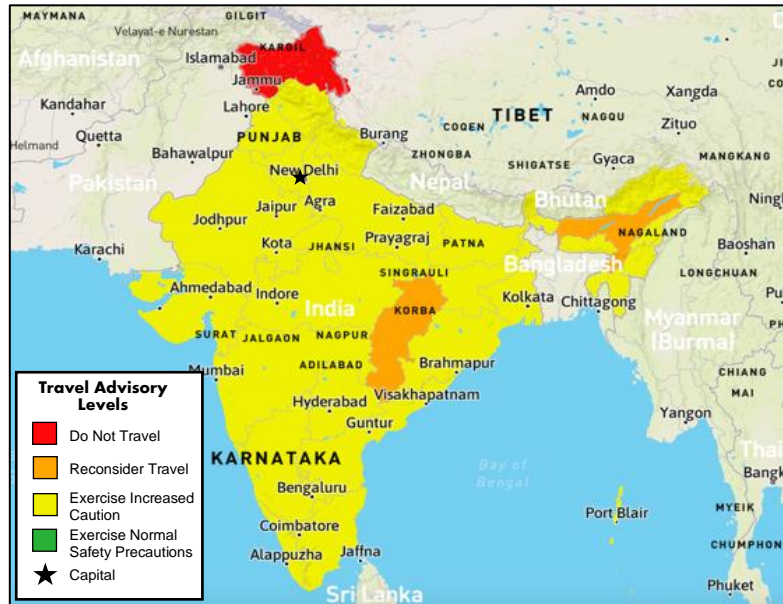 MAYMANA
GILGIT
Velayat-e Nurestan
Afghanistan
KARGIL
Islamabad
Jammu
Kandahar
Lahore
Amdo
Xangda
TIBET
NAGQU
Quetta
Helmand
PUNJAB
Burang
COQEN
Zituo
Bahawalpur
ZHONGBA
SHIGATSE
Gyaca
MANGKANG
New Delhi
Pakistan
Nepal
Bhutan
Jaipur
Agra
Faizabad
Jodhpur
NAGALAND
Baoshan
Karachi
Kota
JHANSI
Prayagraj
PATNA
Bangladesh
LONGCHUAN
SINGRAULI
Ahmedabad
Indore
India
KORBA
Kolkata
Chittagong
Myanmar
(Burma)
SURAT
JALGAON
NAGPUR
ADILABAD
Brahmapur
CHIANG
MAI
Mumbai
Visakhapatnam
Hyderabad
Yangon
Guntur
KARNATAKA
Bay of
Bengal
Bengaluru
Port Blair
MYEIK
Coimbatore
CHUMPHON
Alappuzha
Jaffna
Sri Lanka
Phuket
Travel Advisory
Levels
Do Not Travel
Reconsider Travel
Exercise Increased
Caution
Exercise Normal
Safety Precautions
Capital